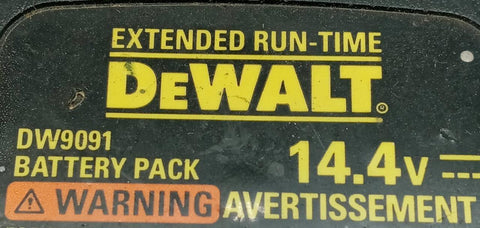 EXTENDED RUN-TIME
DEWALT®
DW9091
BATTERY PACK 14.4V ⎓
⚠ WARNING AVERTISSEMENT